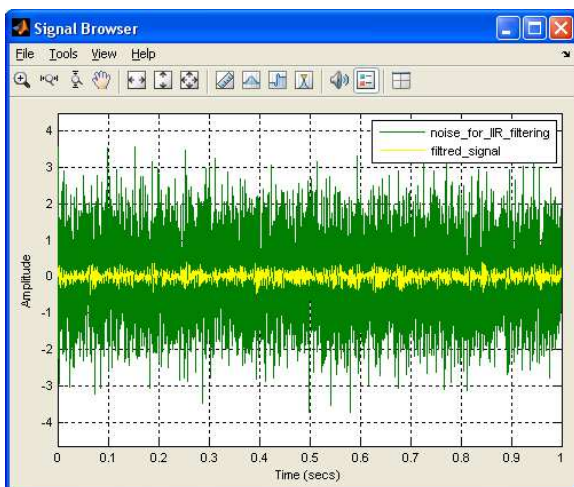 Signal Browser
File Tools View Help
4
3
2
1
0
-1
-2
-3
-4
Amplitude
noise_for_IIR_filtering
filtred_signal
0 0.1 0.2 0.3 0.4 0.5 0.6 0.7 0.8 0.9 1
Time (secs)